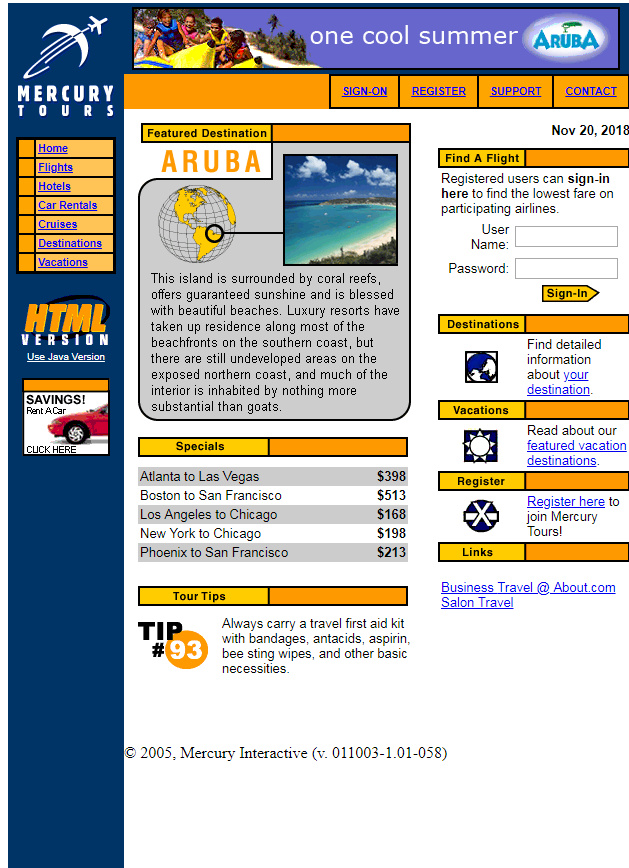 MERCURY
TOURS
one cool summer ARUBA
SIGN-ON REGISTER SUPPORT CONTACT
Home
Flights
Hotels
Car Rentals
Cruises
Destinations
Vacations
HTML
VERSION
Use Java Version
SAVINGS!
Rent A Car
CLICK HERE
Featured Destination
ARUBA
This island is surrounded by coral reefs,
offers guaranteed sunshine and is blessed
with beautiful beaches. Luxury resorts have
taken up residence along most of the
beachfronts on the southern coast, but
there are still undeveloped areas on the
exposed northern coast, and much of the
interior is inhabited by nothing more
substantial than goats.
Specials
Atlanta to Las Vegas $398
Boston to San Francisco $513
Los Angeles to Chicago $168
New York to Chicago $198
Phoenix to San Francisco $213
Tour Tips
TIP
#93
Always carry a travel first aid kit
with bandages, antacids, aspirin,
bee sting wipes, and other basic
necessities.
Nov 20, 2018
Find A Flight
Registered users can sign-in
here to find the lowest fare on
participating airlines.
User
Name:
Password:
Sign-In
Destinations
Find detailed
information
about your
destination.
Vacations
Read about our
featured vacation
destinations.
Register
Register here to
join Mercury
Tours!
Links
Business Travel @ About.com
Salon Travel
© 2005, Mercury Interactive (v. 011003-1.01-058)